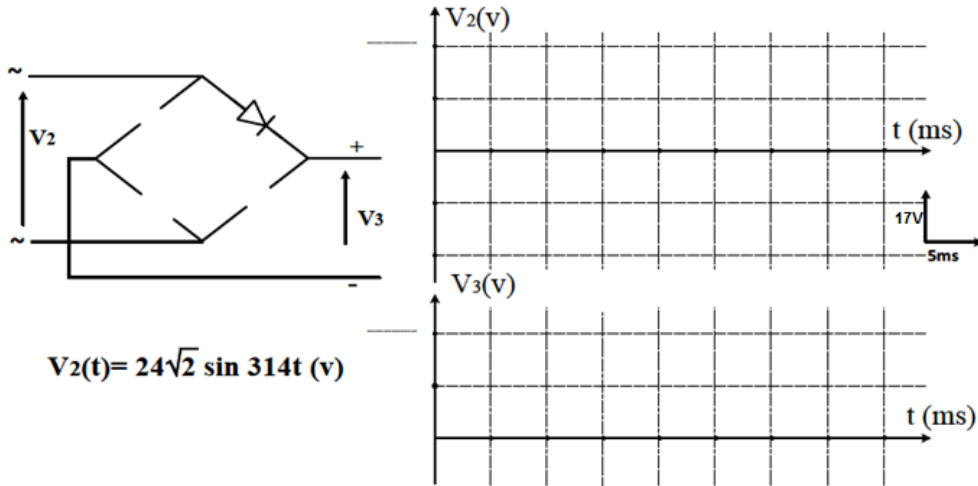 V2(v)
~
V2
+
t (ms)
V3
17V
~
5ms
-
V3(v)
V2(t)= 24√2 sin 314t (v)
t (ms)